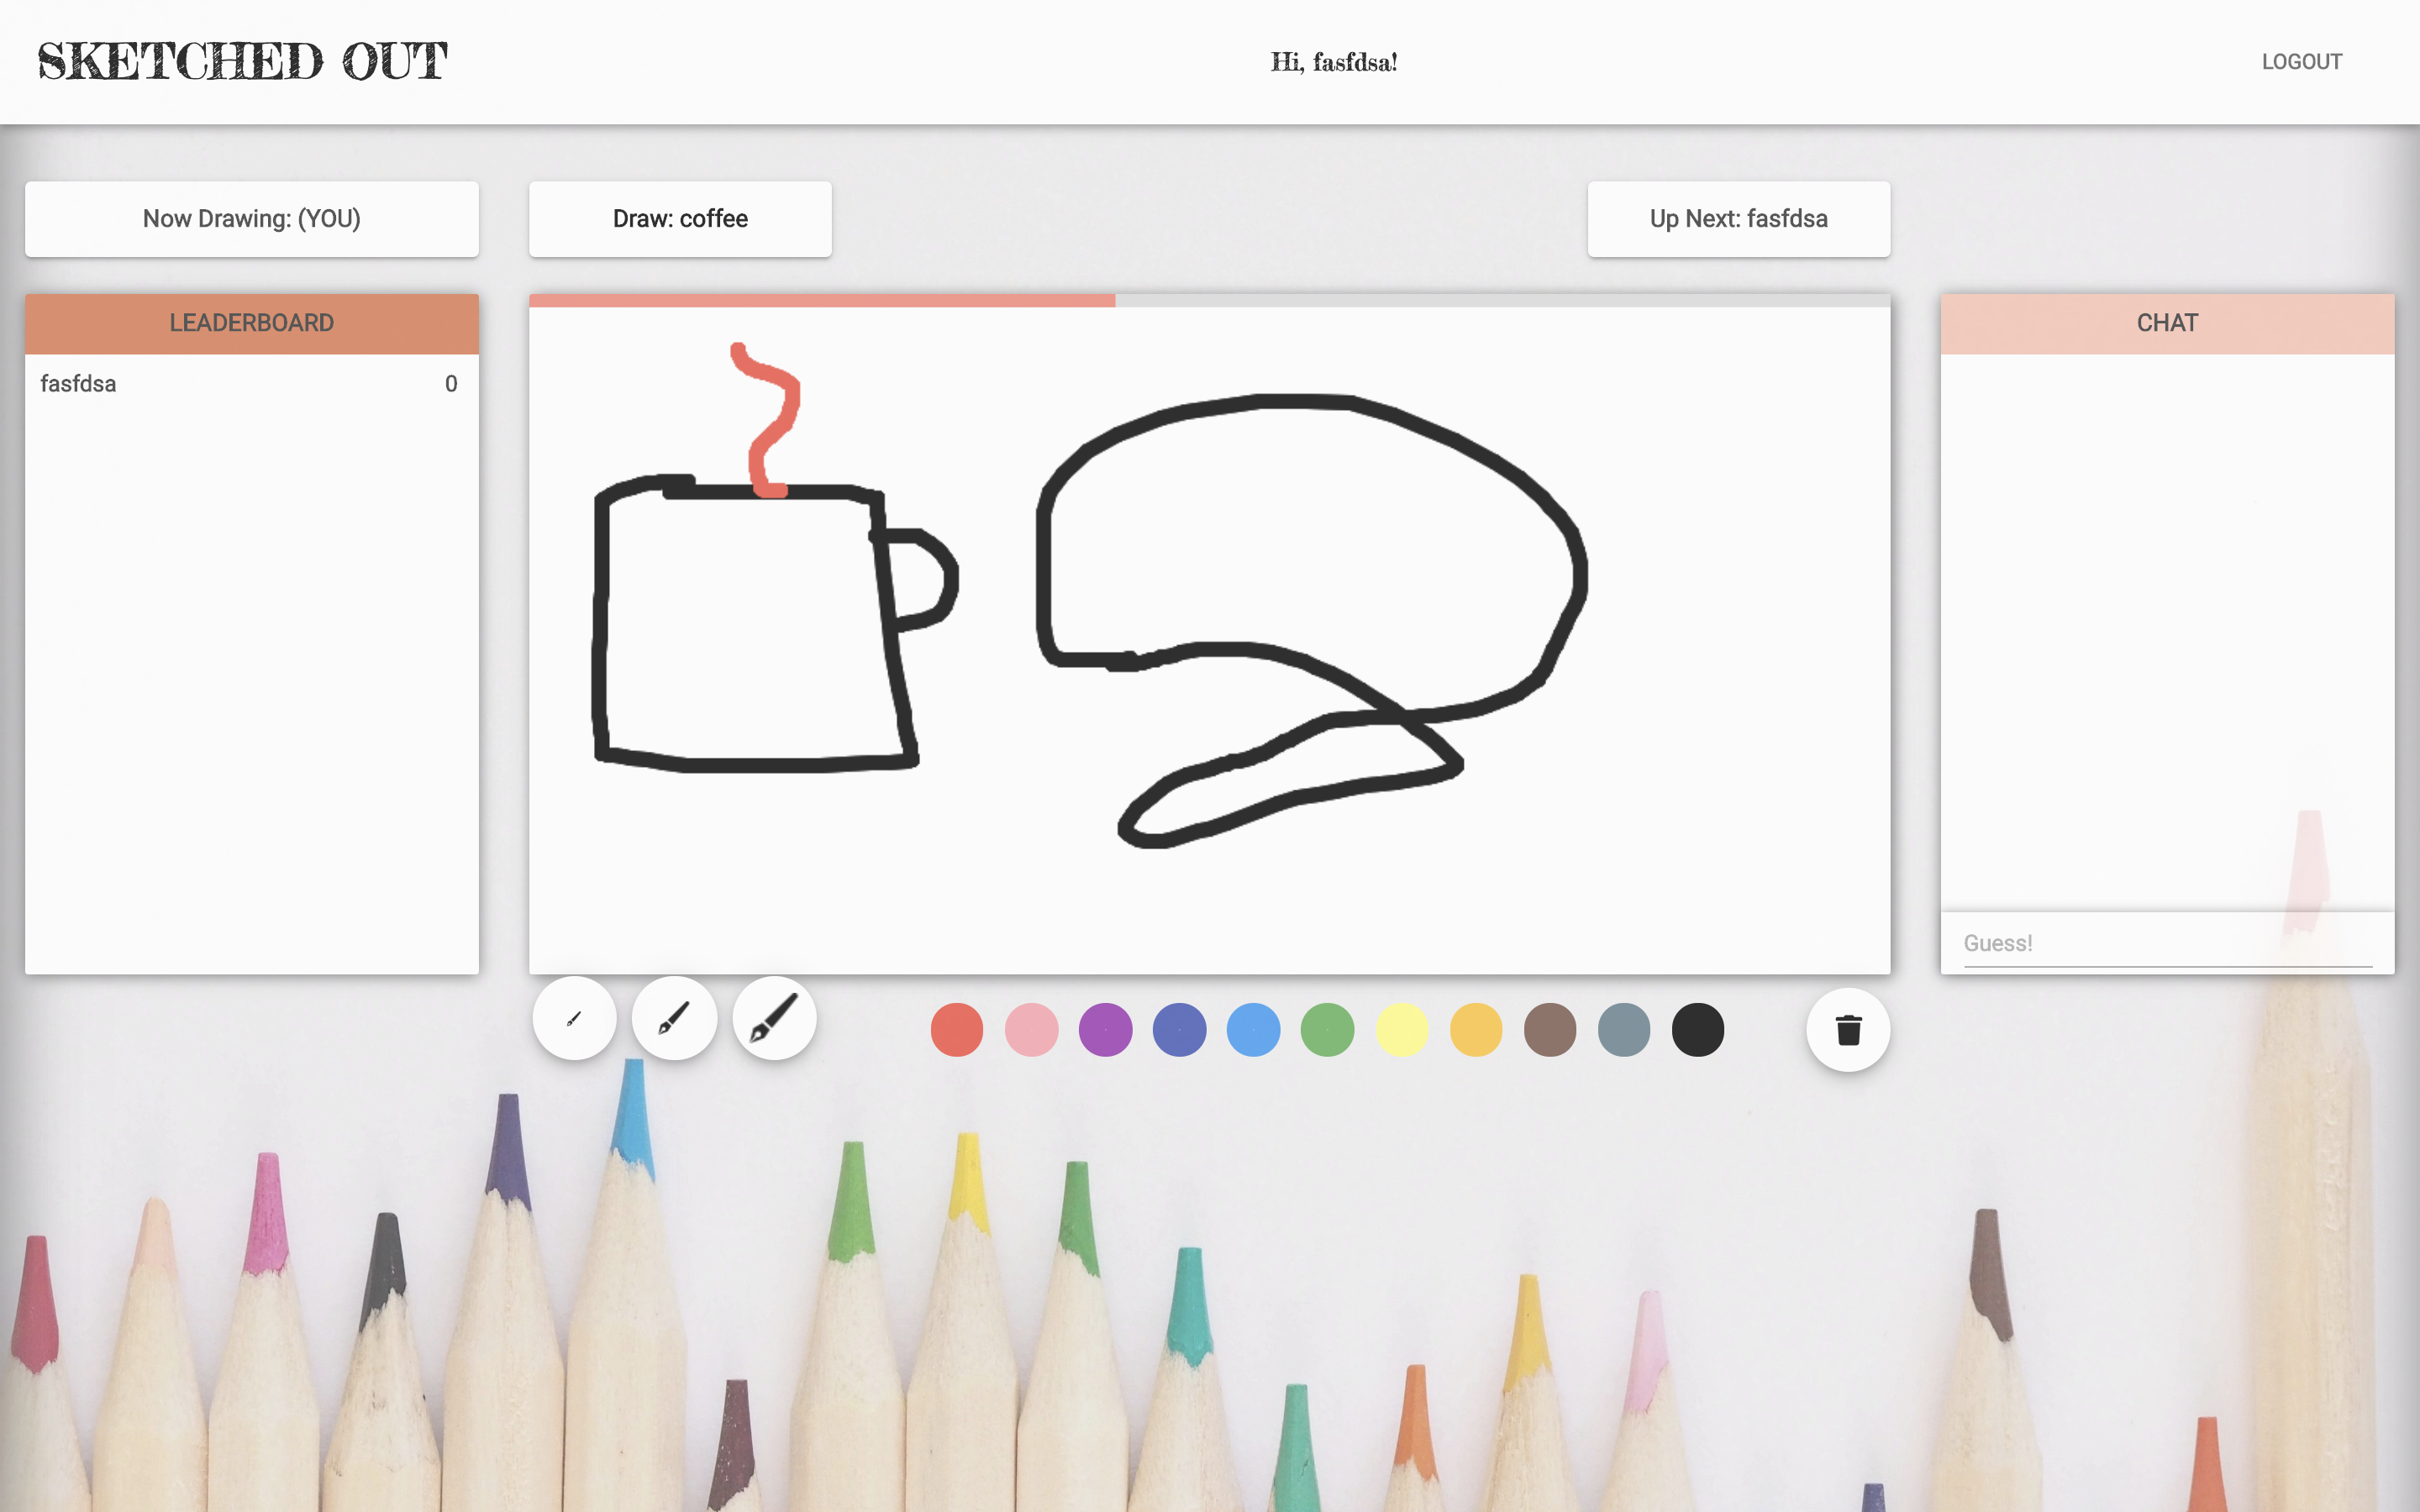 SKETCHED OUT
Hi, fasfdsa!
LOGOUT
Now Drawing: (YOU)
Draw: coffee
Up Next: fasfdsa
LEADERBOARD
fasfdsa 0
CHAT
Guess!